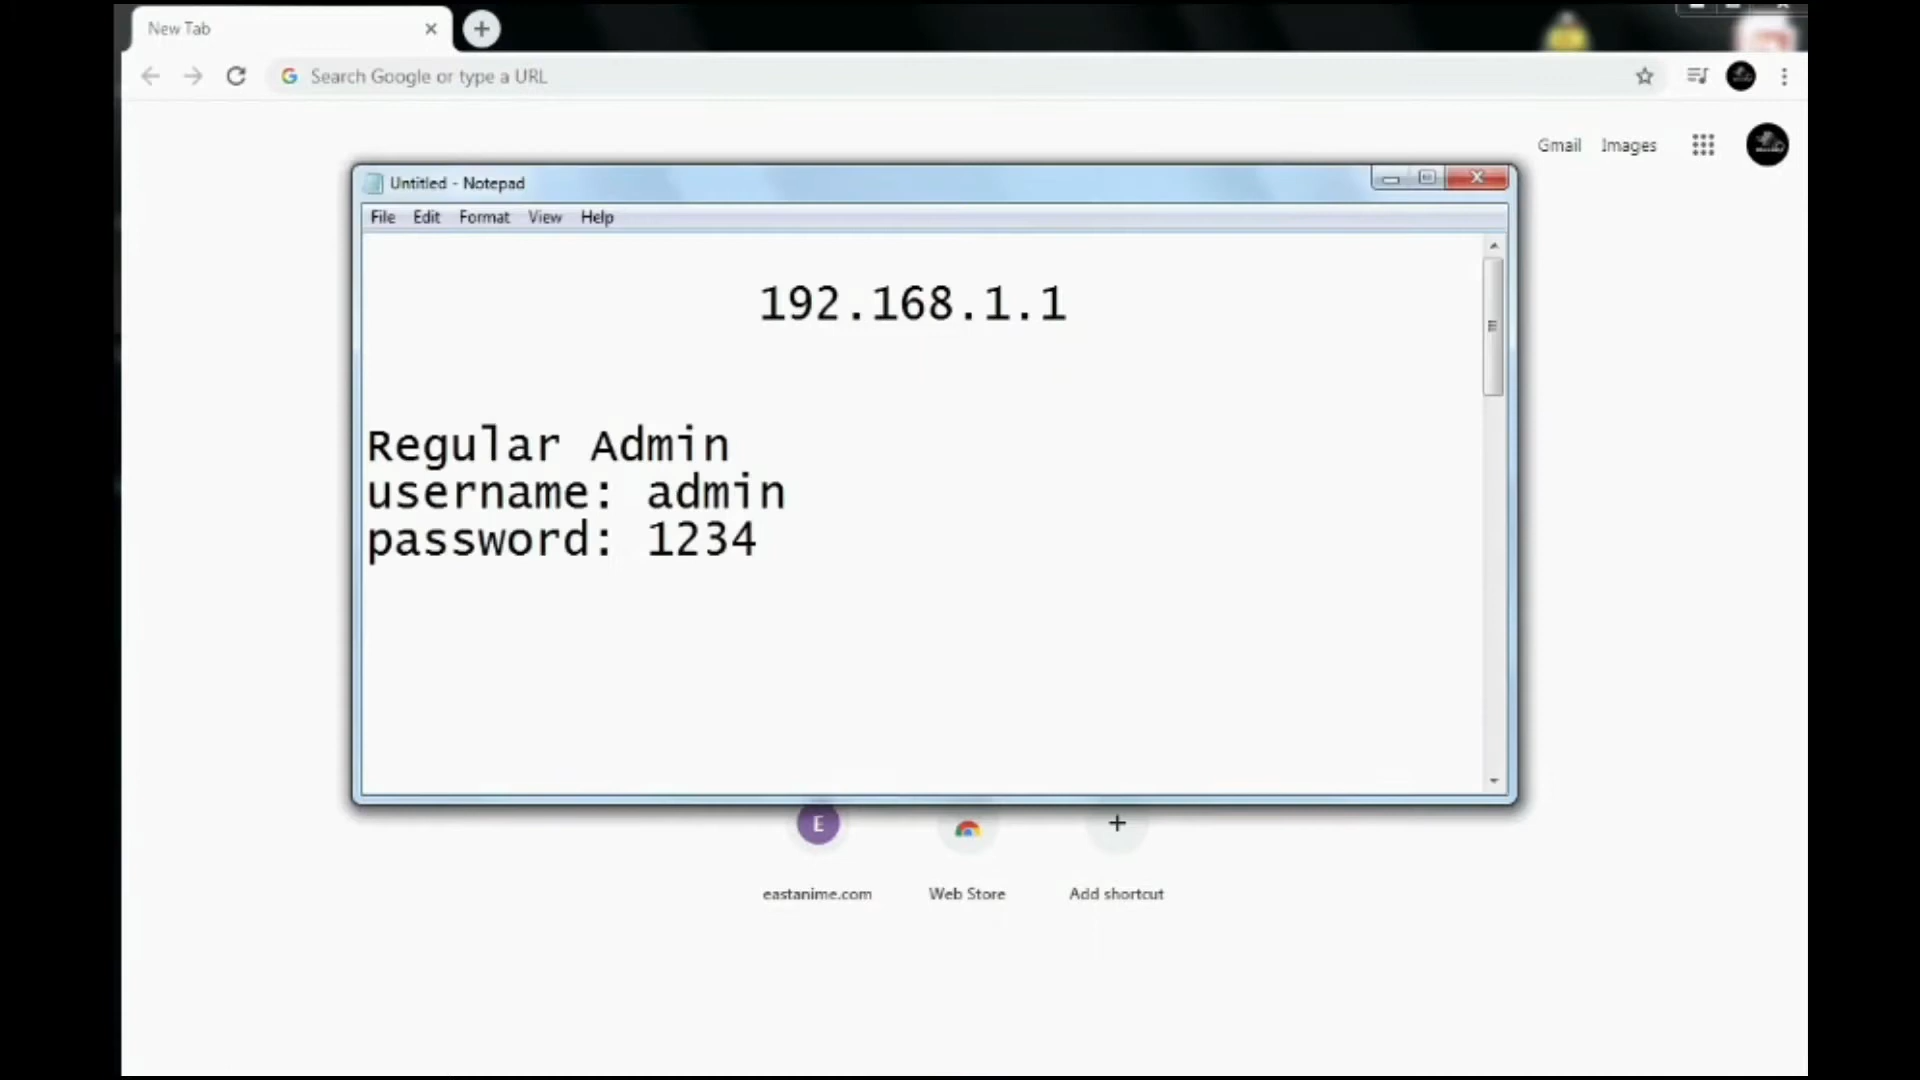 New Tab
Search Google or type a URL
Gmail Images
Untitled - Notepad
File Edit Format View Help
192.168.1.1
Regular Admin
username: admin
password: 1234
E
eastanime.com Web Store Add shortcut